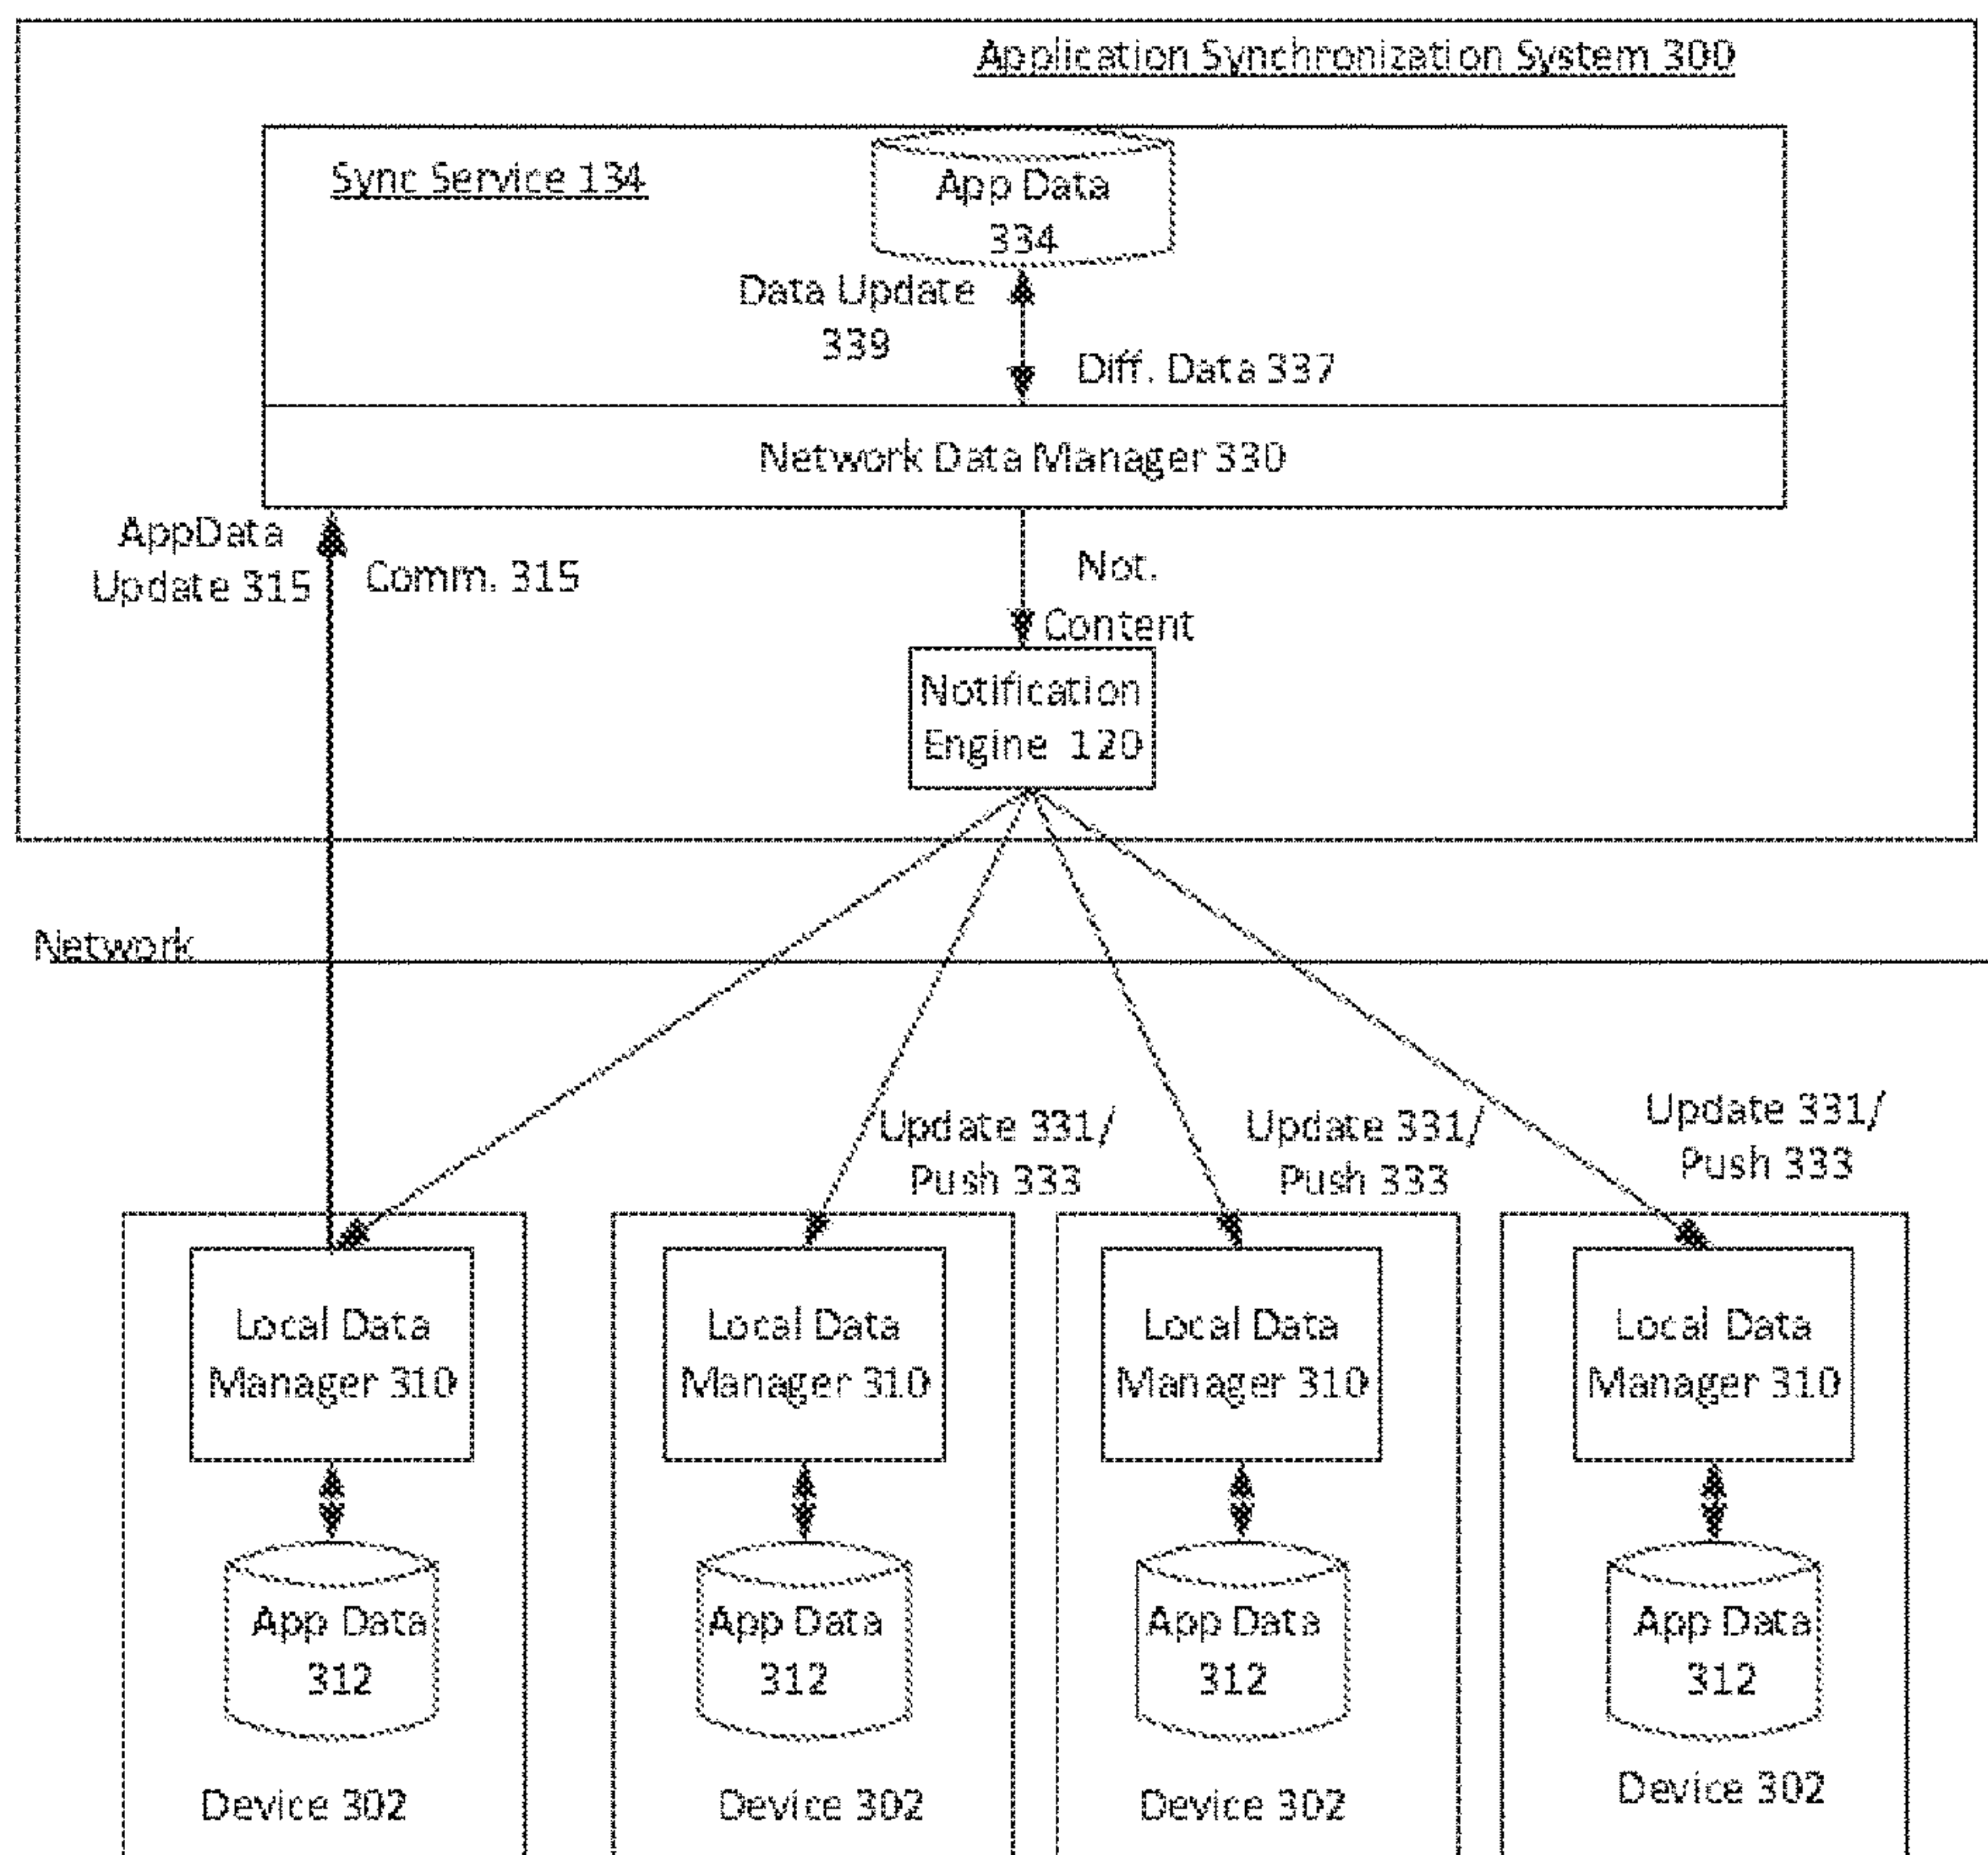 Application Synchronization System 300
Sync Service 134
App Data
334
Data Update
339
Diff. Data 337
Network Data Manager 330
AppData
Update 315
Comm. 315
Not.
Content
Notification
Engine 120
Network
Update 331/
Push 333
Update 331/
Push 333
Update 331/
Push 333
Local Data
Manager 310
Local Data
Manager 310
Local Data
Manager 310
Local Data
Manager 310
App Data
312
App Data
312
App Data
312
App Data
312
Device 302
Device 302
Device 302
Device 302